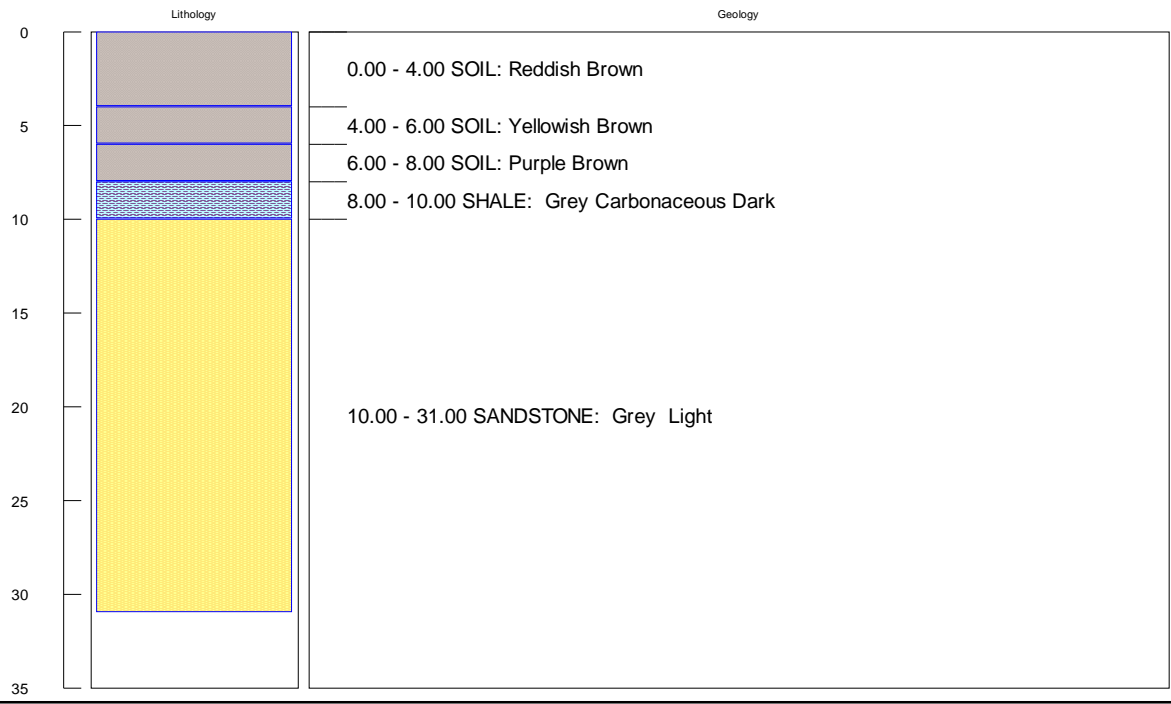 Lithology
Geology
0
0.00 - 4.00 SOIL: Reddish Brown
5
4.00 - 6.00 SOIL: Yellowish Brown
6.00 - 8.00 SOIL: Purple Brown
8.00 - 10.00 SHALE:  Grey Carbonaceous Dark
10
15
20
10.00 - 31.00 SANDSTONE:  Grey  Light
25
30
35